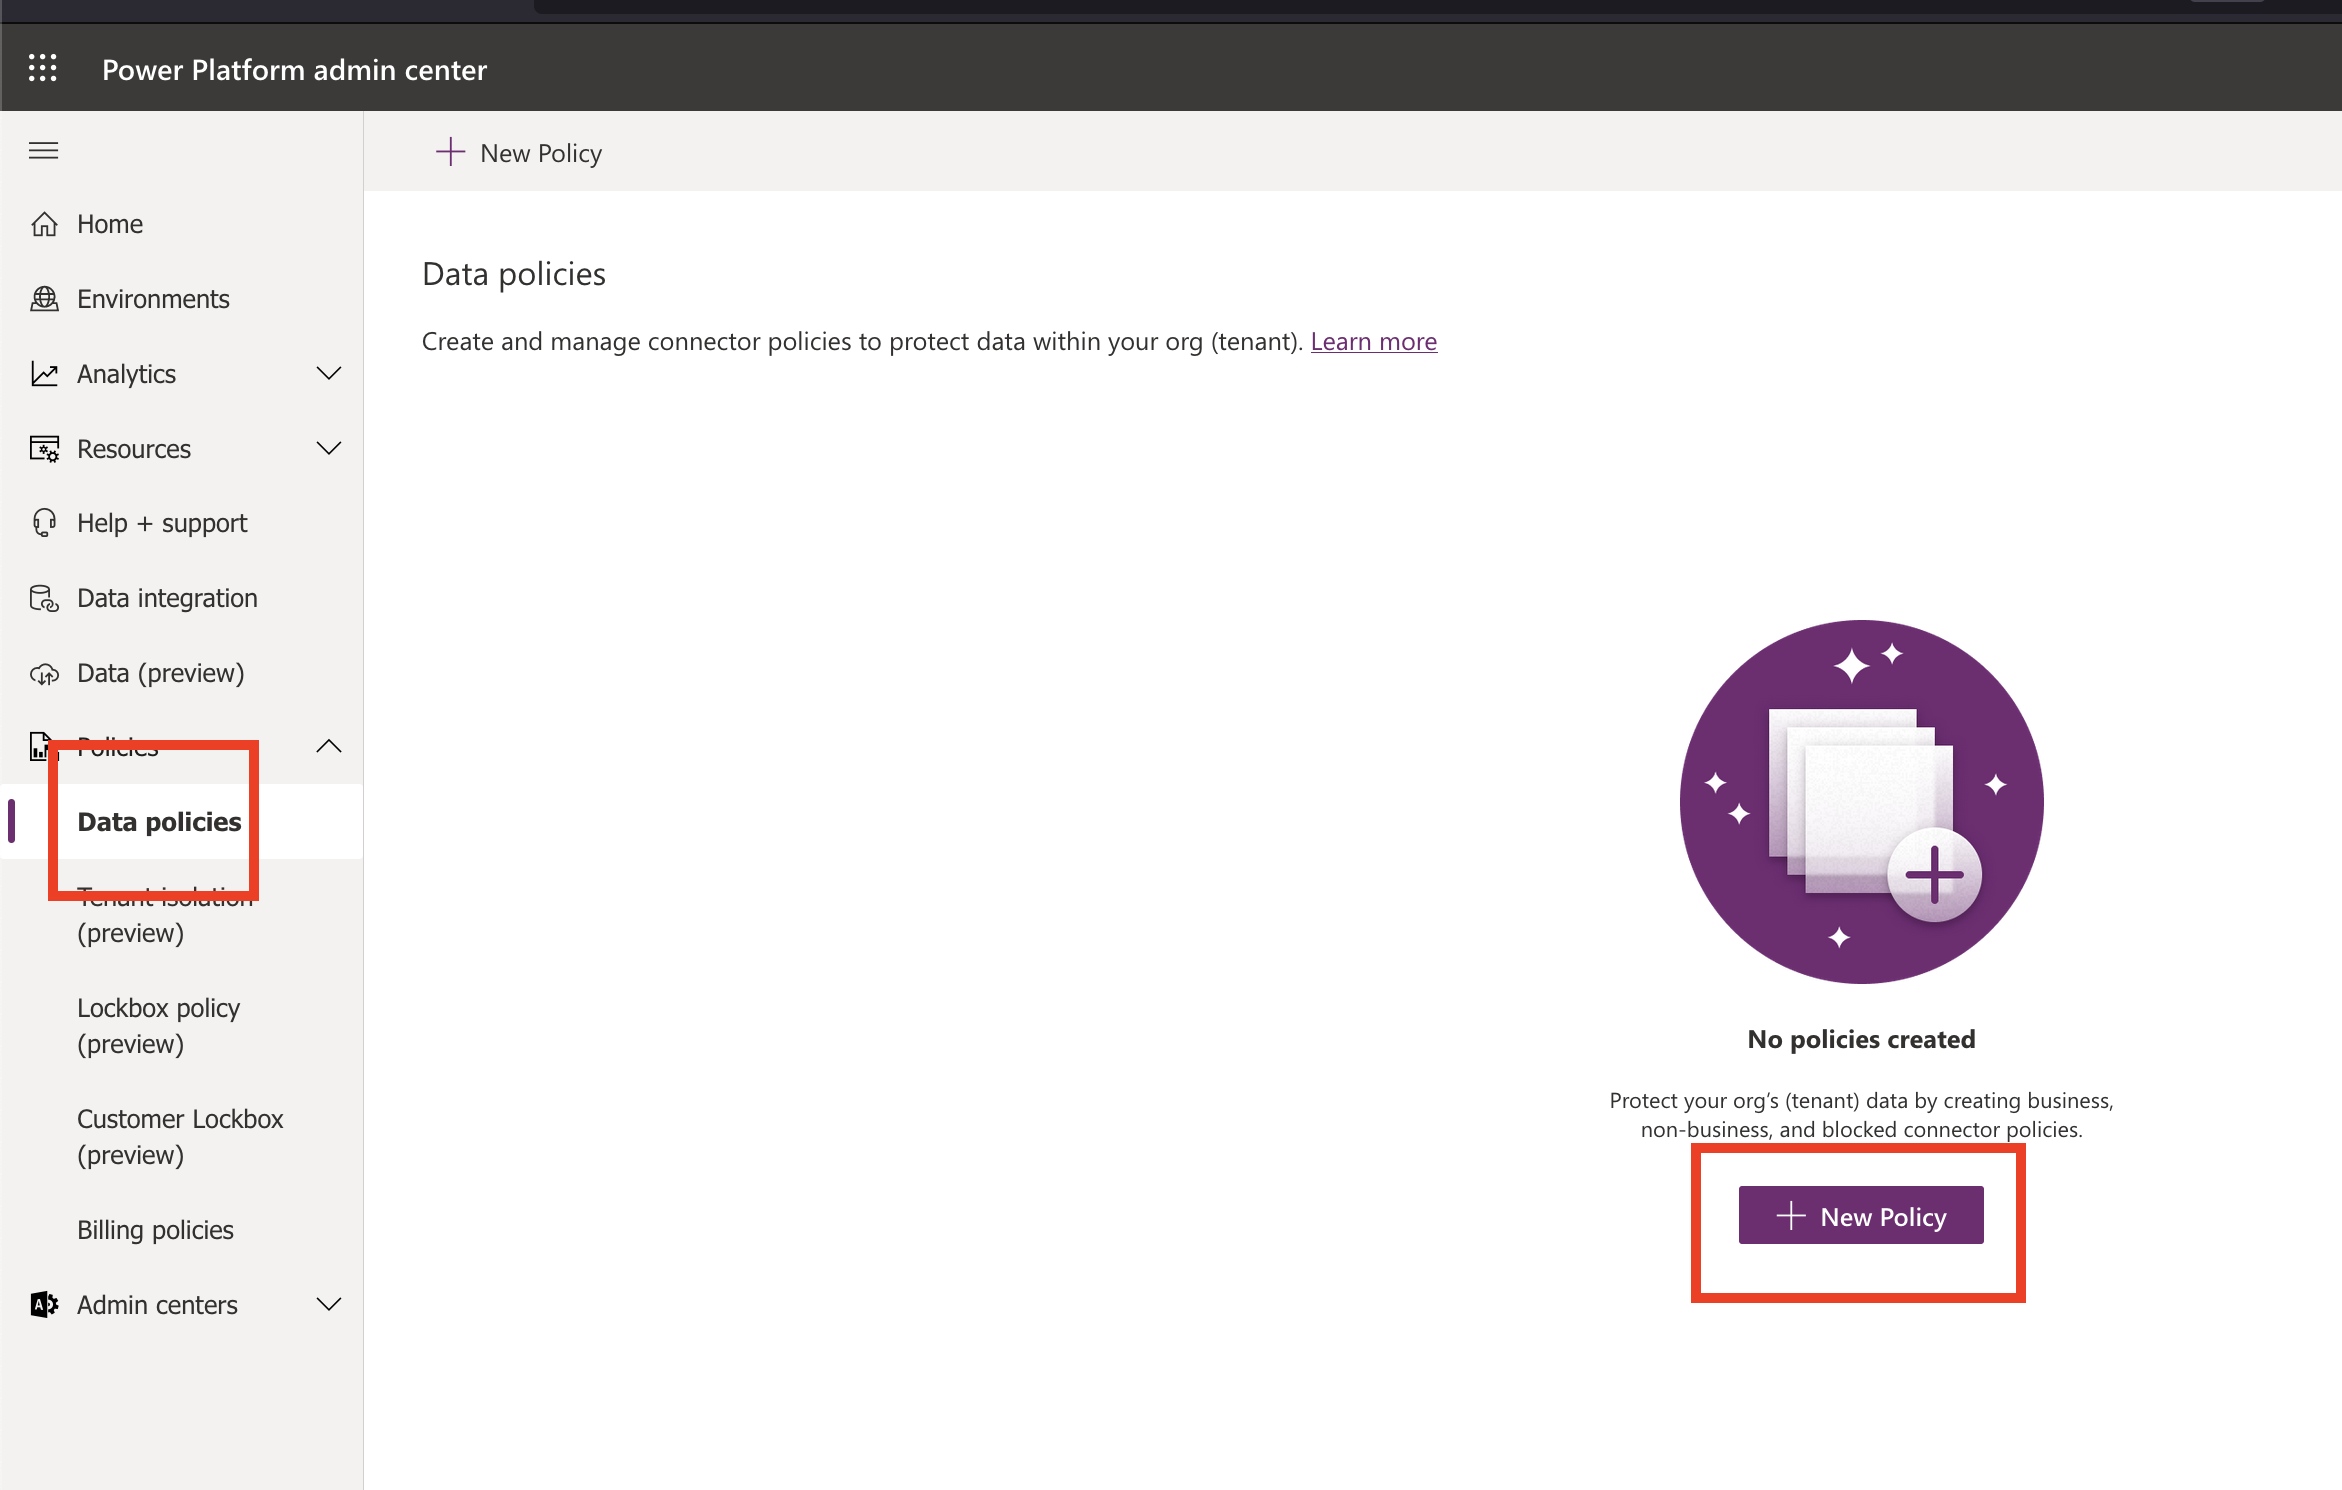 Power Platform admin center
New Policy
Home
Environments
Analytics
Resources
Help + support
Data integration
Data (preview)
Policies
Data policies
Tenant isolation
(preview)
Lockbox policy
(preview)
Customer Lockbox
(preview)
Billing policies
Admin centers
Data policies
Create and manage connector policies to protect data within your org (tenant). Learn more
No policies created
Protect your org's (tenant) data by creating business,
non-business, and blocked connector policies.
New Policy